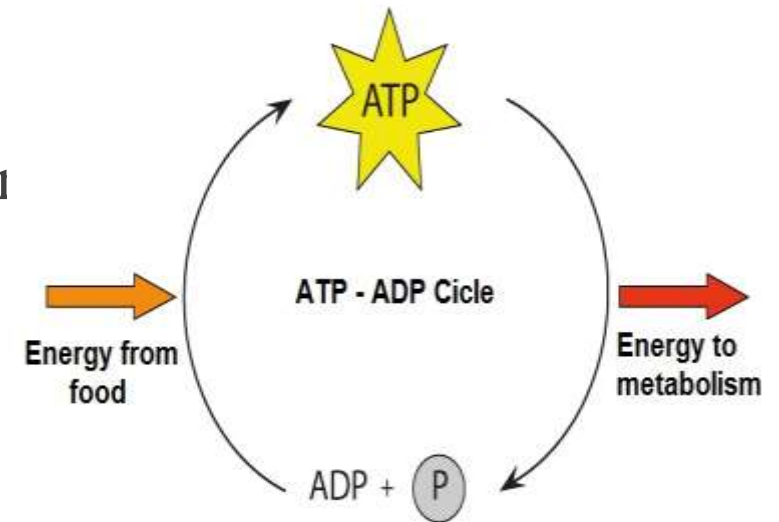 ATP
ATP - ADP Cicle
Energy from
food
Energy to
metabolism
ADP + P